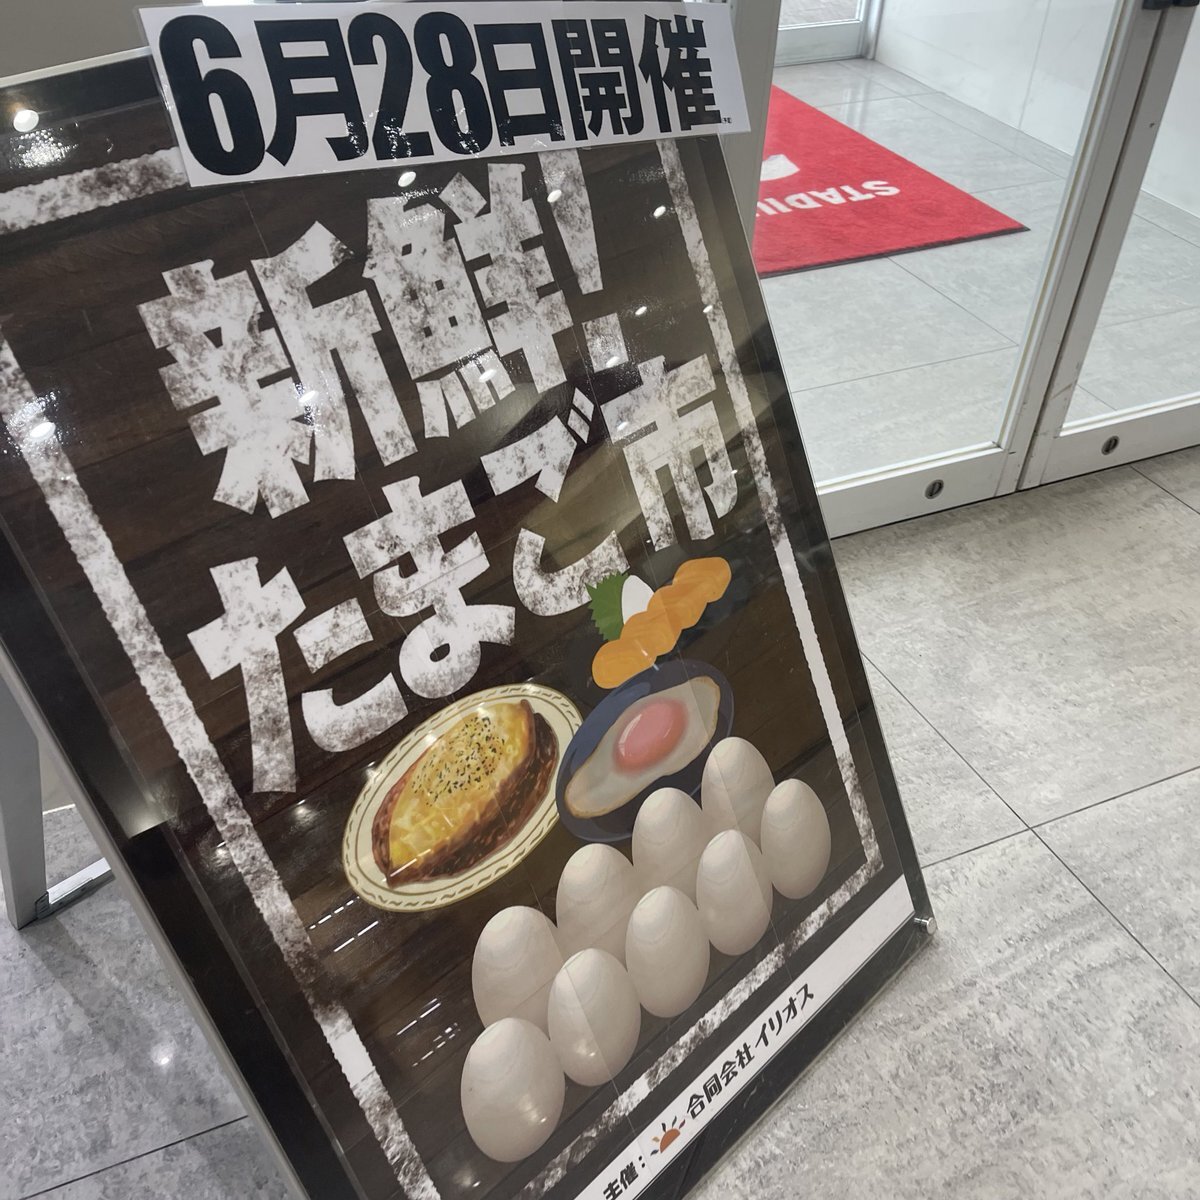 6月28日開催
新鮮!
たまご市
主催: 合同会社 イリオス
STADIU